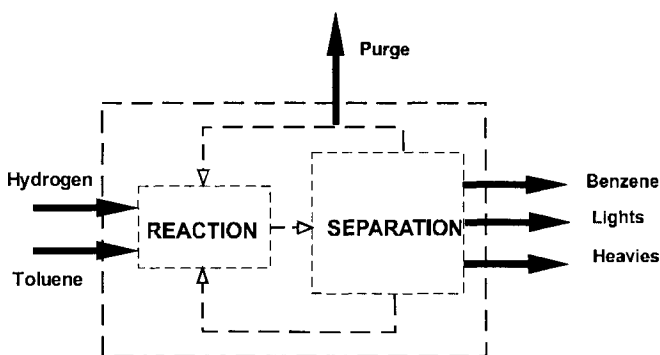 Purge
Hydrogen
Benzene
REACTION
SEPARATION
Lights
Toluene
Heavies